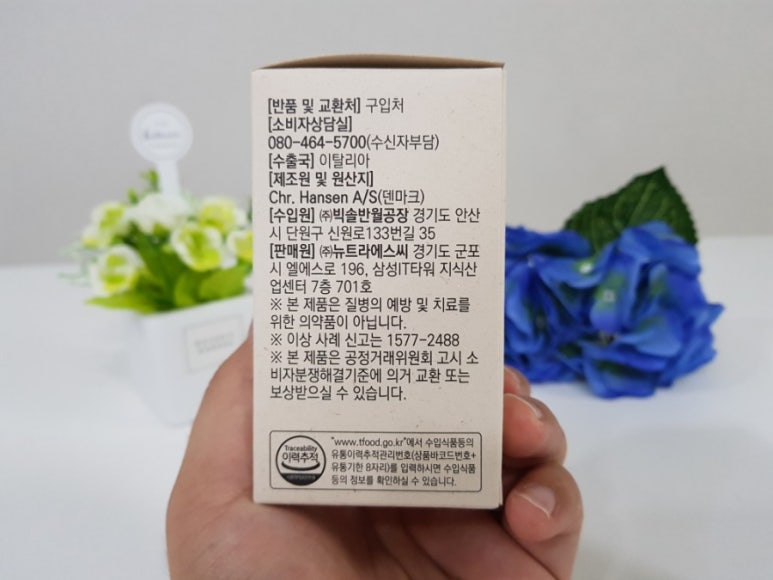 [반품 및 교환처] 구입처
[소비자상담실]
080-464-5700(수신자부담)
[수출국] 이탈리아
[제조원 및 원산지]
Chr. Hansen A/S(덴마크)
[수입원] ㈜빅솔반월공장 경기도 안산
시 단원구 신원로133번길 35
[판매원] ㈜뉴트라에스씨 경기도 군포
시 엘에스로 196, 삼성IT타워 지식산
업센터 7층 701호
※ 본 제품은 질병의 예방 및 치료를
위한 의약품이 아닙니다.
※ 이상 사례 신고는 1577-2488
※ 본 제품은 공정거래위원회 고시 소
비자분쟁해결기준에 의거 교환 또는
보상받으실 수 있습니다.
Traceability
이력추적
"www.tfood.go.kr"에서 수입식품등의
유통이력추적관리번호(상품바코드번호+
유통기한 8자리)를 입력하시면 수입식품
등의 정보를 확인하실 수 있습니다.